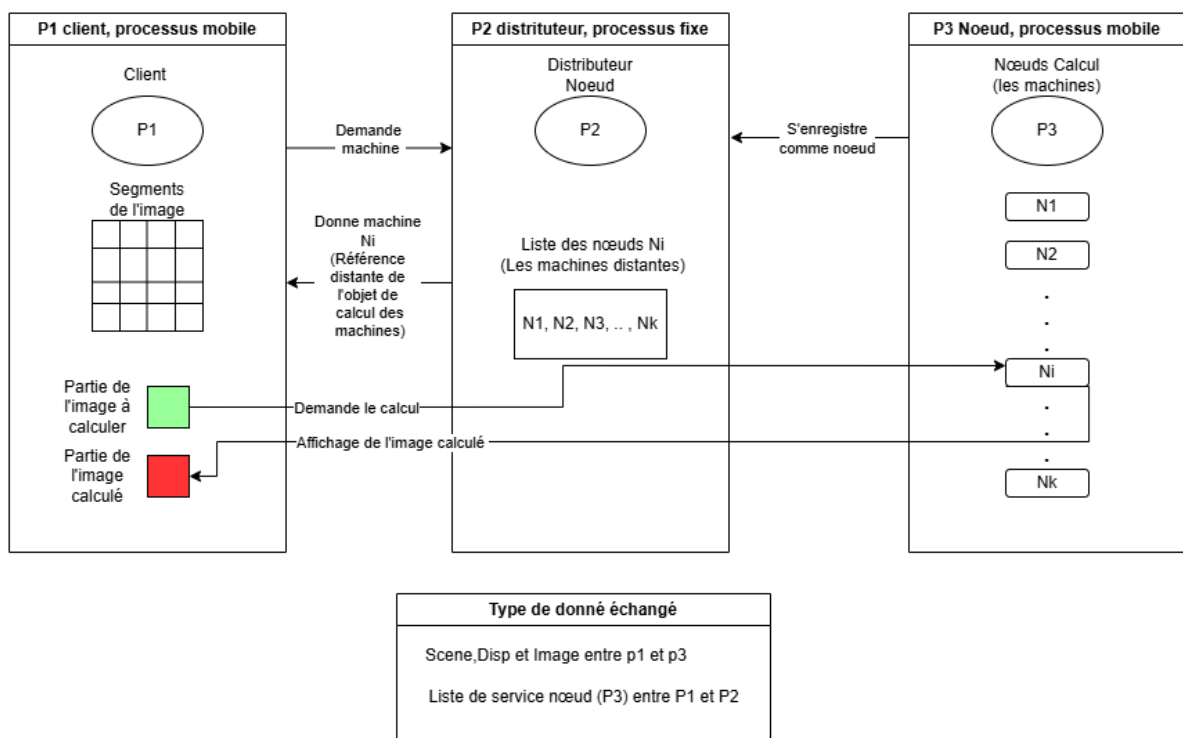 P1 client, processus mobile
Client
P1
Segments
de l'image
Partie de
l'image à
calculer
Partie de
l'image
calculé
Demande
machine
Donne machine
Ni
(Référence
distante de
l'objet de
calcul des
machines)
Demande le calcul
Affichage de l'image calculé
P2 distrituteur, processus fixe
Distributeur
Noeud
P2
Liste des nœuds Ni
(Les machines distantes)
N1, N2, N3, .. , Nk
S'enregistre
comme noeud
P3 Noeud, processus mobile
Nœuds Calcul
(les machines)
P3
N1
N2
.
.
.
Ni
.
.
.
Nk
Type de donné échangé
Scene,Disp et Image entre p1 et p3
Liste de service nœud (P3) entre P1 et P2